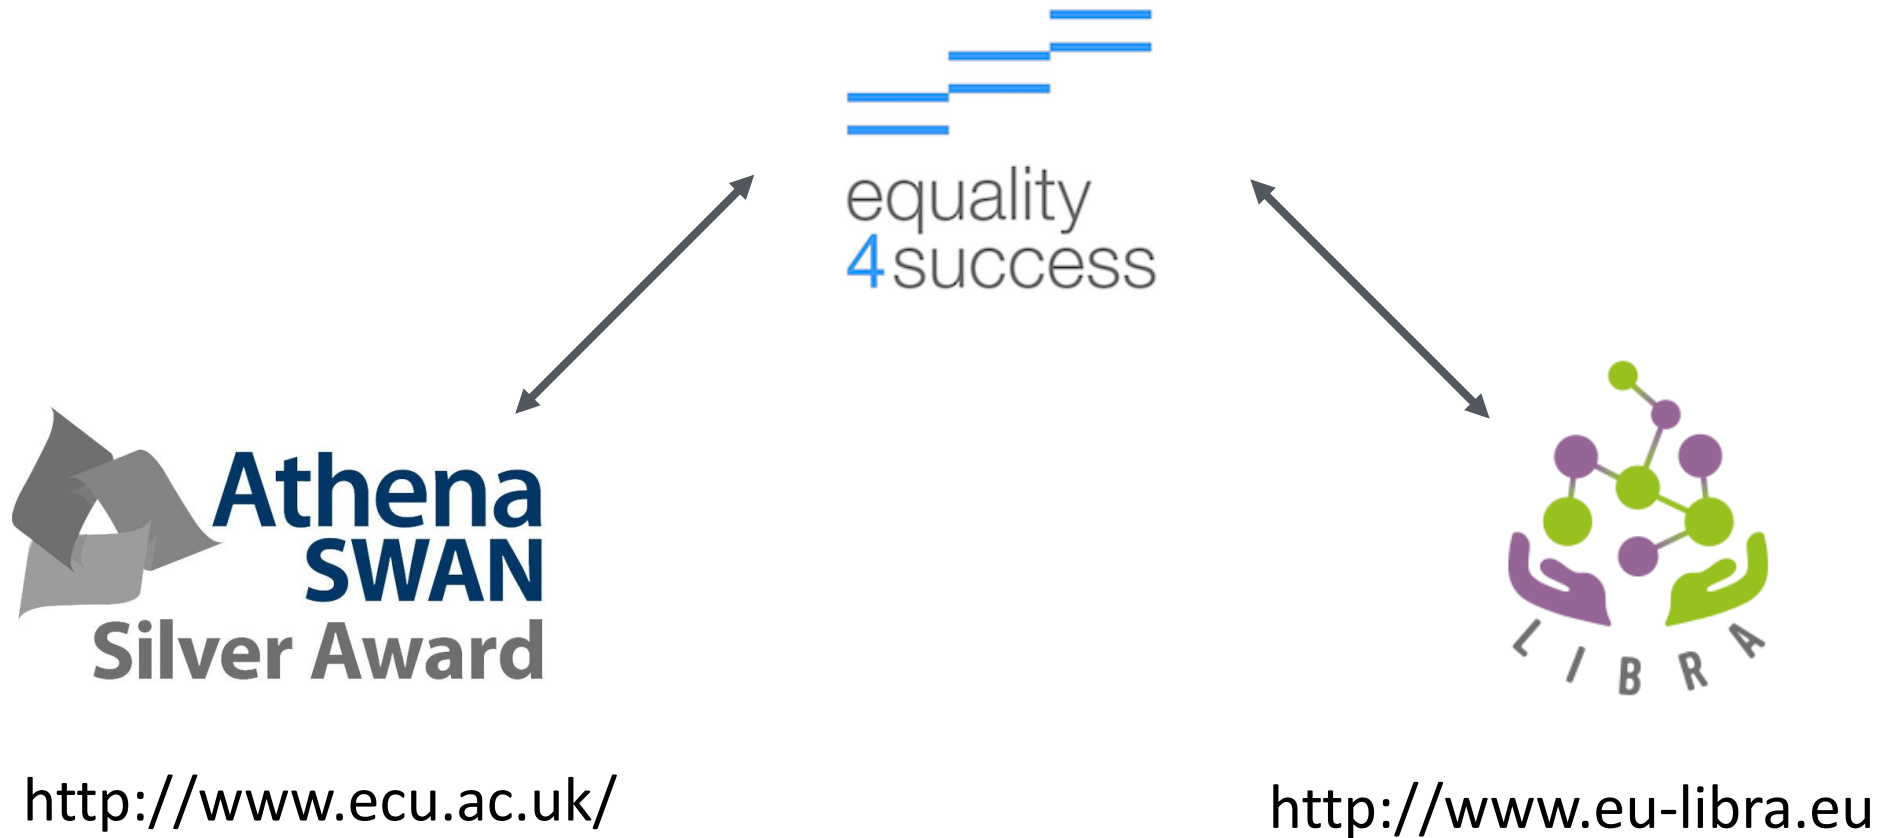 equality
4success
Athena
SWAN
Silver Award
LIBRA
http://www.ecu.ac.uk/
http://www.eu-libra.eu